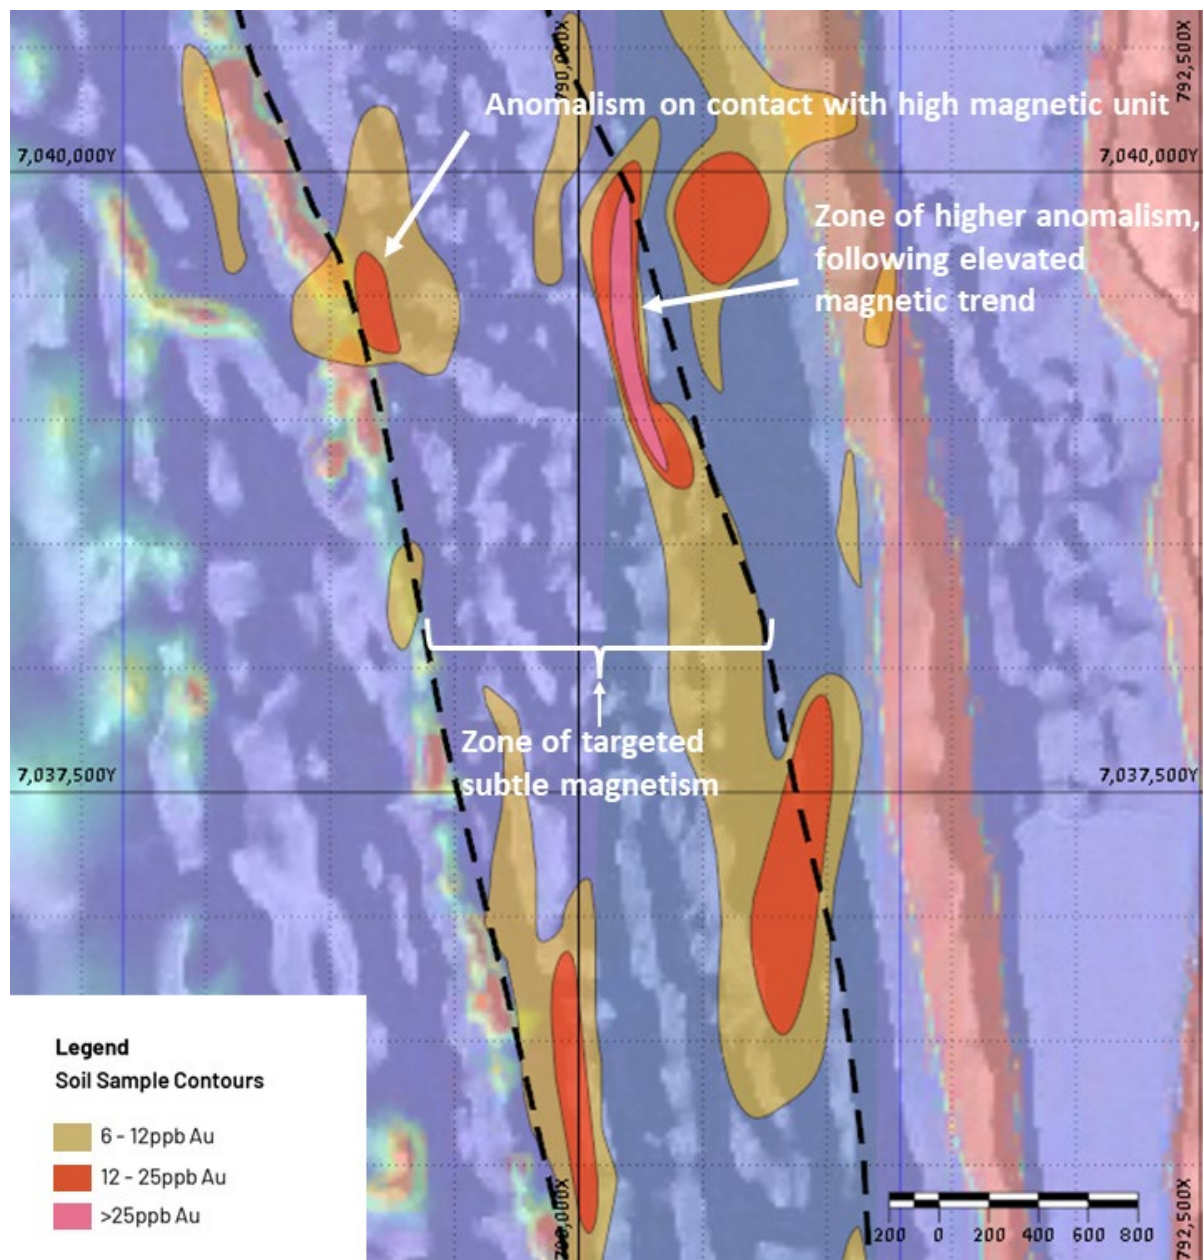 790,000X
792,500X
Anomalism on contact with high magnetic unit
7,040,000Y
7,040,000Y
Zone of higher anomalism,
following elevated
magnetic trend
Zone of targeted
subtle magnetism
7,037,500Y
7,037,500Y
Legend
Soil Sample Contours
6 - 12ppb Au
12 - 25ppb Au
>25ppb Au
790,000X
792,500X
200 0 200 400 600 800